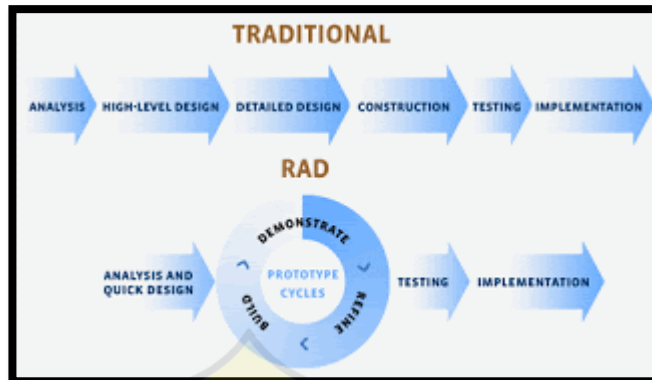 TRADITIONAL
ANALYSIS
HIGH-LEVEL DESIGN
DETAILED DESIGN
CONSTRUCTION
TESTING
IMPLEMENTATION
RAD
ANALYSIS AND
QUICK DESIGN
DEMONSTRATE
PROTOTYPE
CYCLES
REFINE
BUILD
TESTING
IMPLEMENTATION